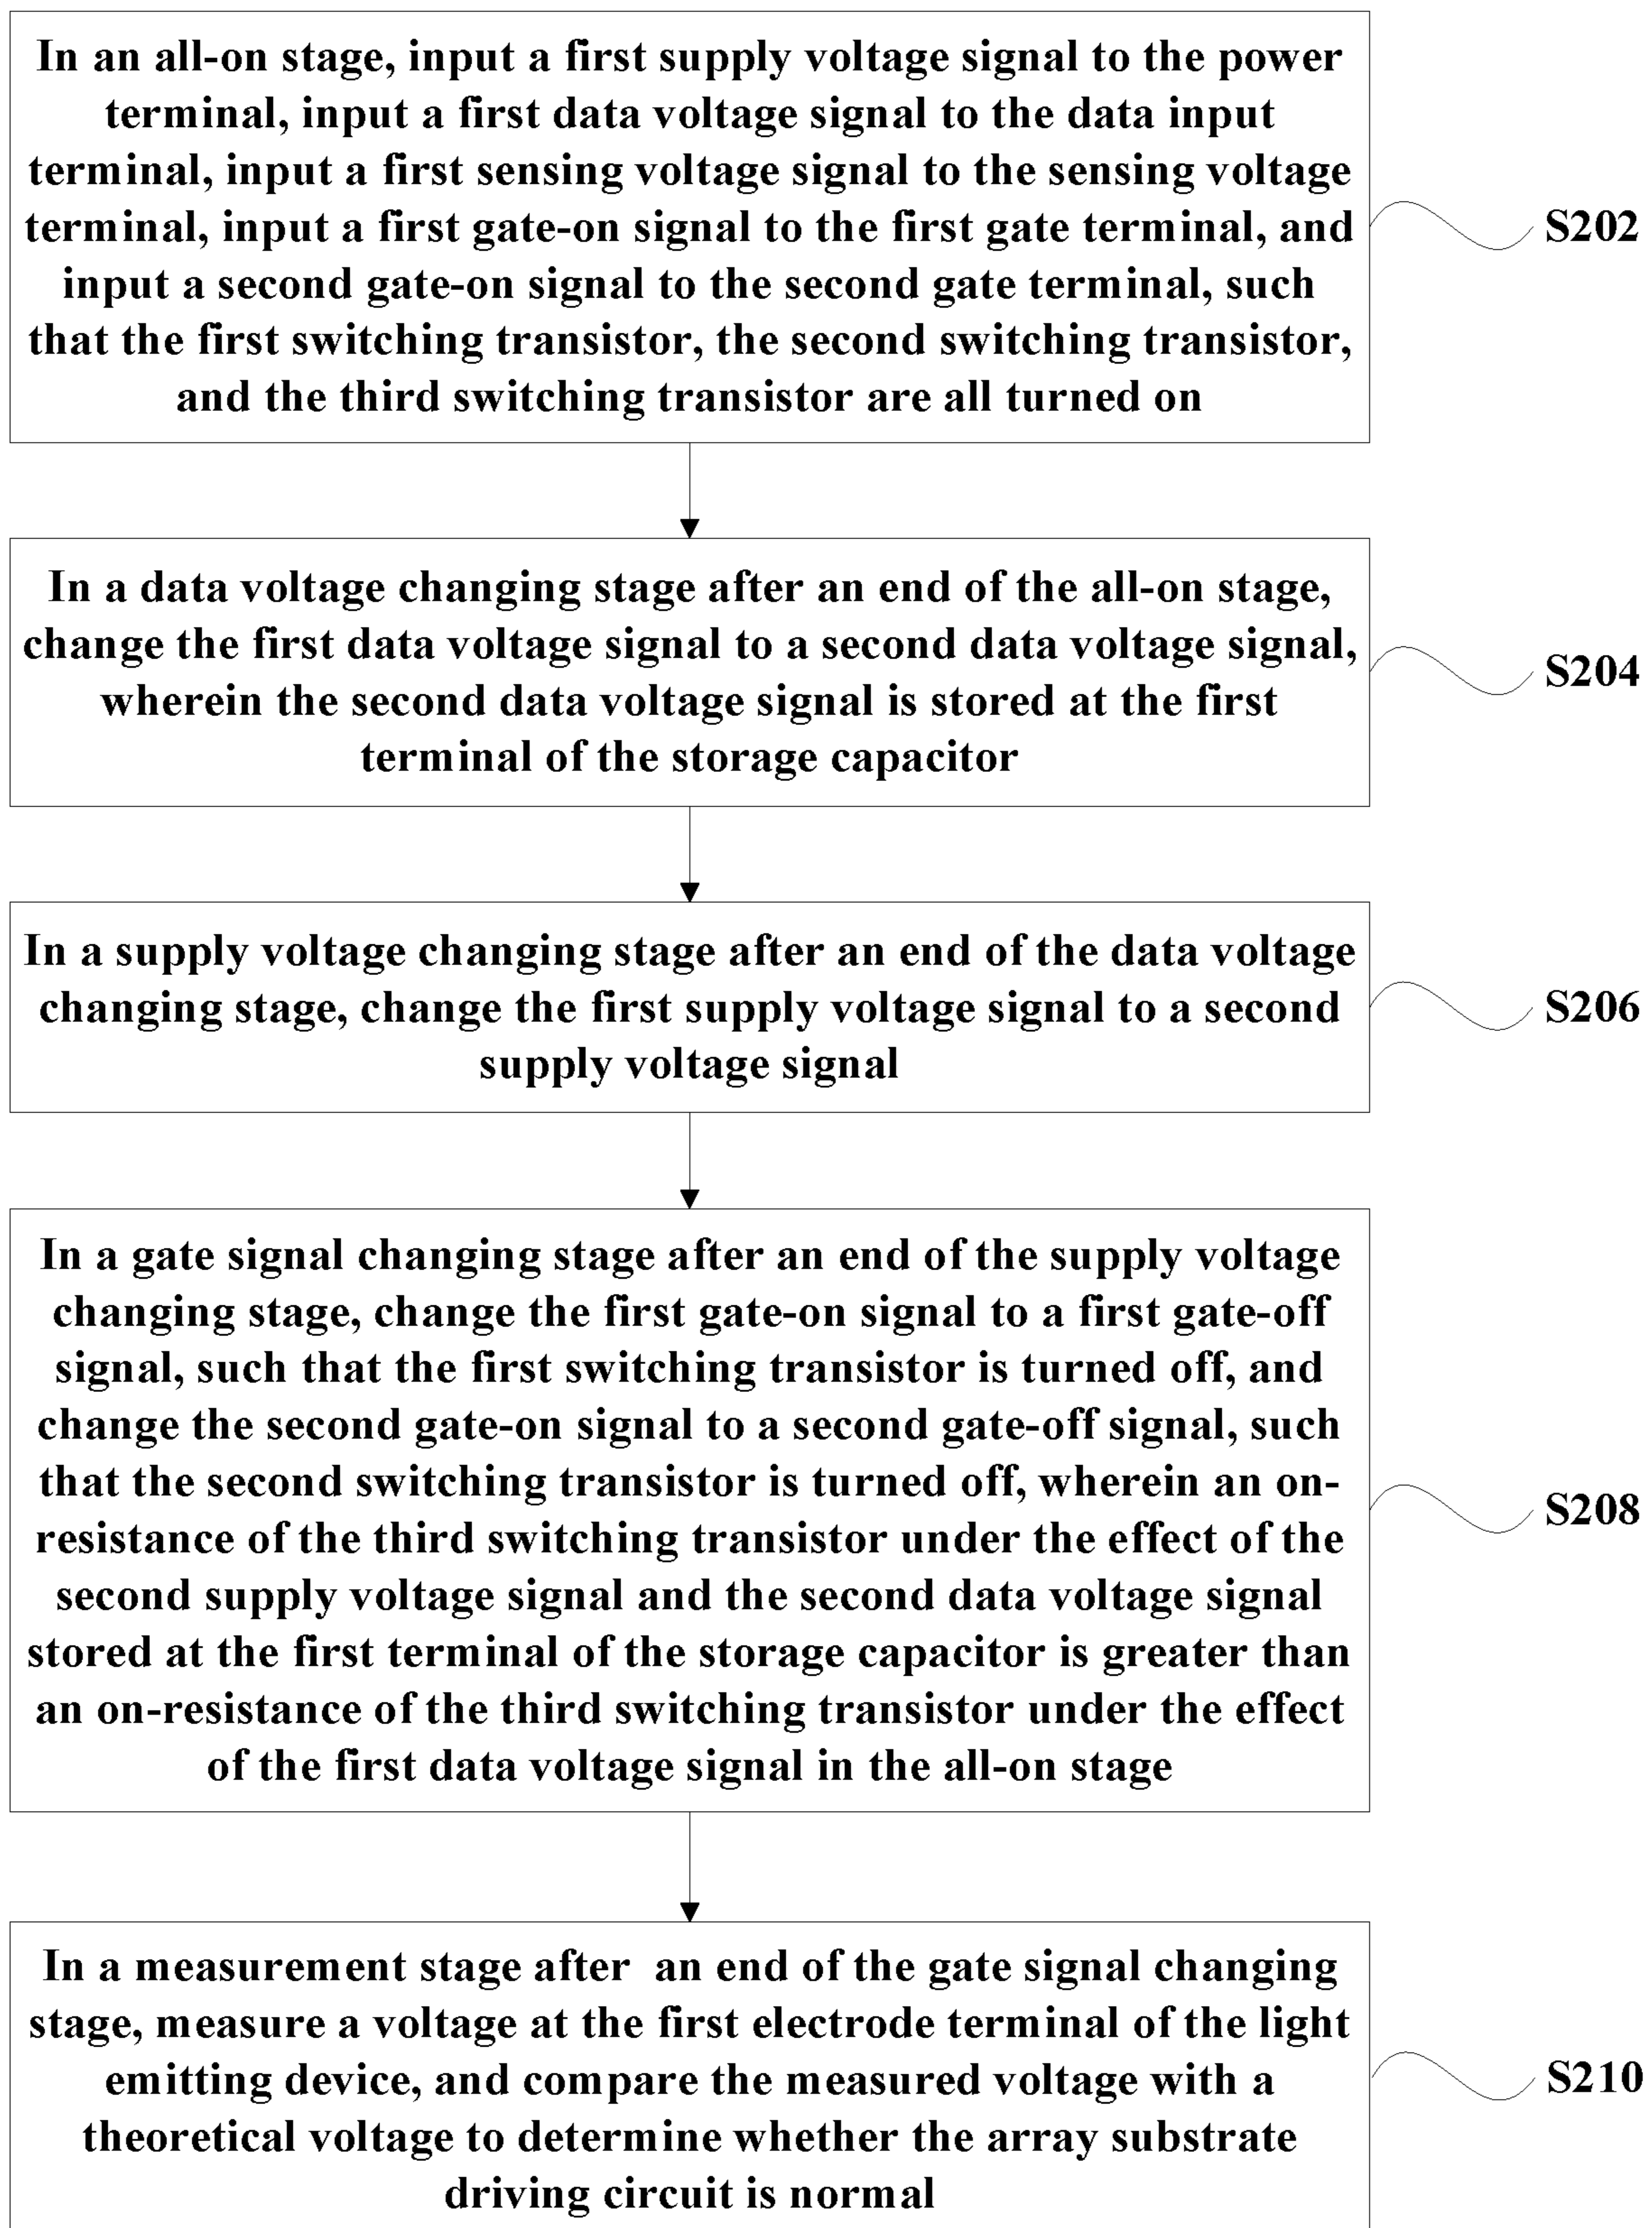 In an all-on stage, input a first supply voltage signal to the power
terminal, input a first data voltage signal to the data input
terminal, input a first sensing voltage signal to the sensing voltage
terminal, input a first gate-on signal to the first gate terminal, and
input a second gate-on signal to the second gate terminal, such
that the first switching transistor, the second switching transistor,
and the third switching transistor are all turned on
S202
In a data voltage changing stage after an end of the all-on stage,
change the first data voltage signal to a second data voltage signal,
wherein the second data voltage signal is stored at the first
terminal of the storage capacitor
S204
In a supply voltage changing stage after an end of the data voltage
changing stage, change the first supply voltage signal to a second
supply voltage signal
S206
In a gate signal changing stage after an end of the supply voltage
changing stage, change the first gate-on signal to a first gate-off
signal, such that the first switching transistor is turned off, and
change the second gate-on signal to a second gate-off signal, such
that the second switching transistor is turned off, wherein an on-
resistance of the third switching transistor under the effect of the
second supply voltage signal and the second data voltage signal
stored at the first terminal of the storage capacitor is greater than
an on-resistance of the third switching transistor under the effect
of the first data voltage signal in the all-on stage
S208
In a measurement stage after an end of the gate signal changing
stage, measure a voltage at the first electrode terminal of the light
emitting device, and compare the measured voltage with a
theoretical voltage to determine whether the array substrate
driving circuit is normal
S210